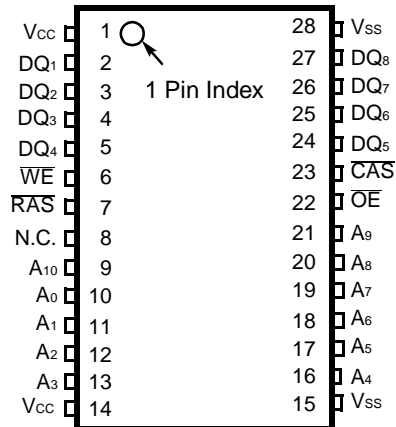 VCC 1 28 VSS
DQ1 2 27 DQ8
DQ2 3 1 Pin Index 26 DQ7
DQ3 4 25 DQ6
DQ4 5 24 DQ5
WE 6 23 CAS
RAS 7 22 OE
N.C. 8 21 A9
A10 9 20 A8
A0 10 19 A7
A1 11 18 A6
A2 12 17 A5
A3 13 16 A4
VCC 14 15 VSS